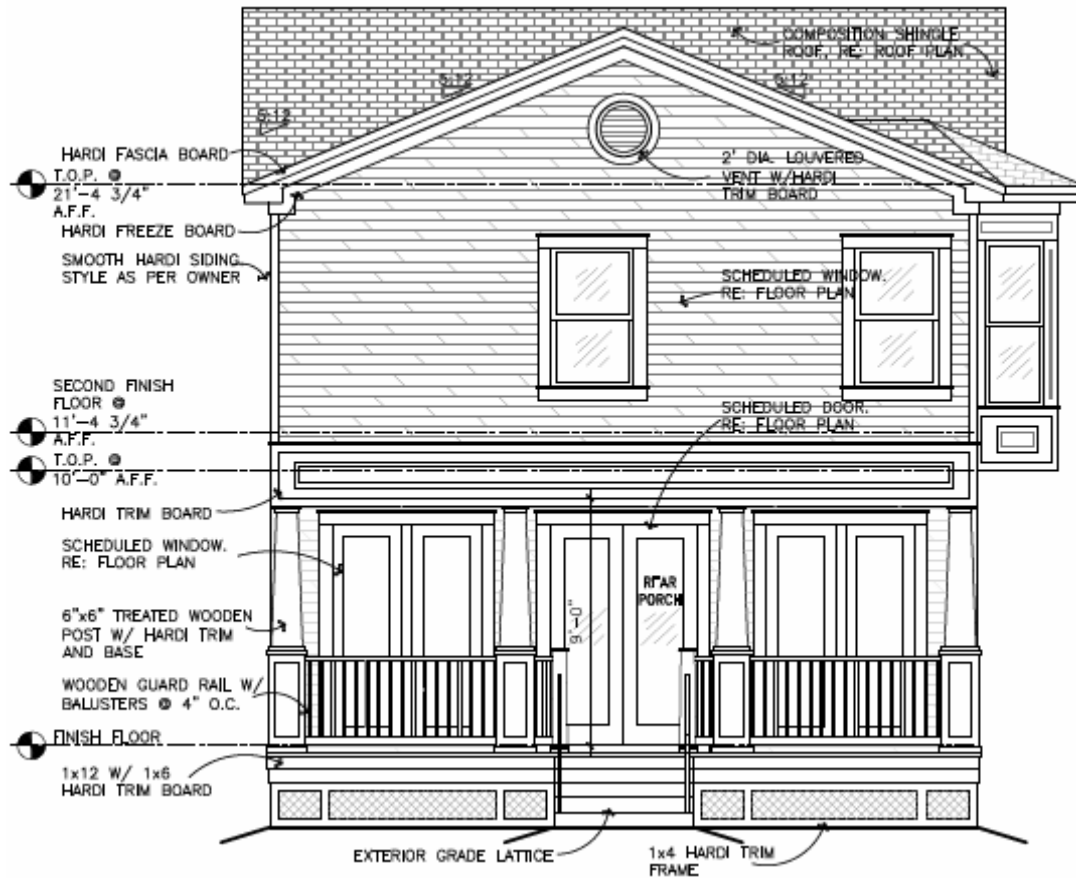 COMPOSITION SHINGLE
ROOF, RE: ROOF PLAN
5:12
5:12
5:12
HARDI FASCIA BOARD
T.O.P. @
21'-4 3/4"
A.F.F.
HARDI FREEZE BOARD
2' DIA. LOUVERED
VENT W/HARDI
TRIM BOARD
SMOOTH HARDI SIDING
STYLE AS PER OWNER
SCHEDULED WINDOW.
RE: FLOOR PLAN
SECOND FINISH
FLOOR @
11'-4 3/4"
A.F.F.
SCHEDULED DOOR.
RE: FLOOR PLAN
T.O.P. @
10'-0" A.F.F.
HARDI TRIM BOARD
SCHEDULED WINDOW.
RE: FLOOR PLAN
REAR
PORCH
9'-0"
6"x6" TREATED WOODEN
POST W/ HARDI TRIM
AND BASE
WOODEN GUARD RAIL W/
BALUSTERS @ 4" O.C.
FINISH FLOOR
1x12 W/ 1x6
HARDI TRIM BOARD
EXTERIOR GRADE LATTICE
1x4 HARDI TRIM
FRAME